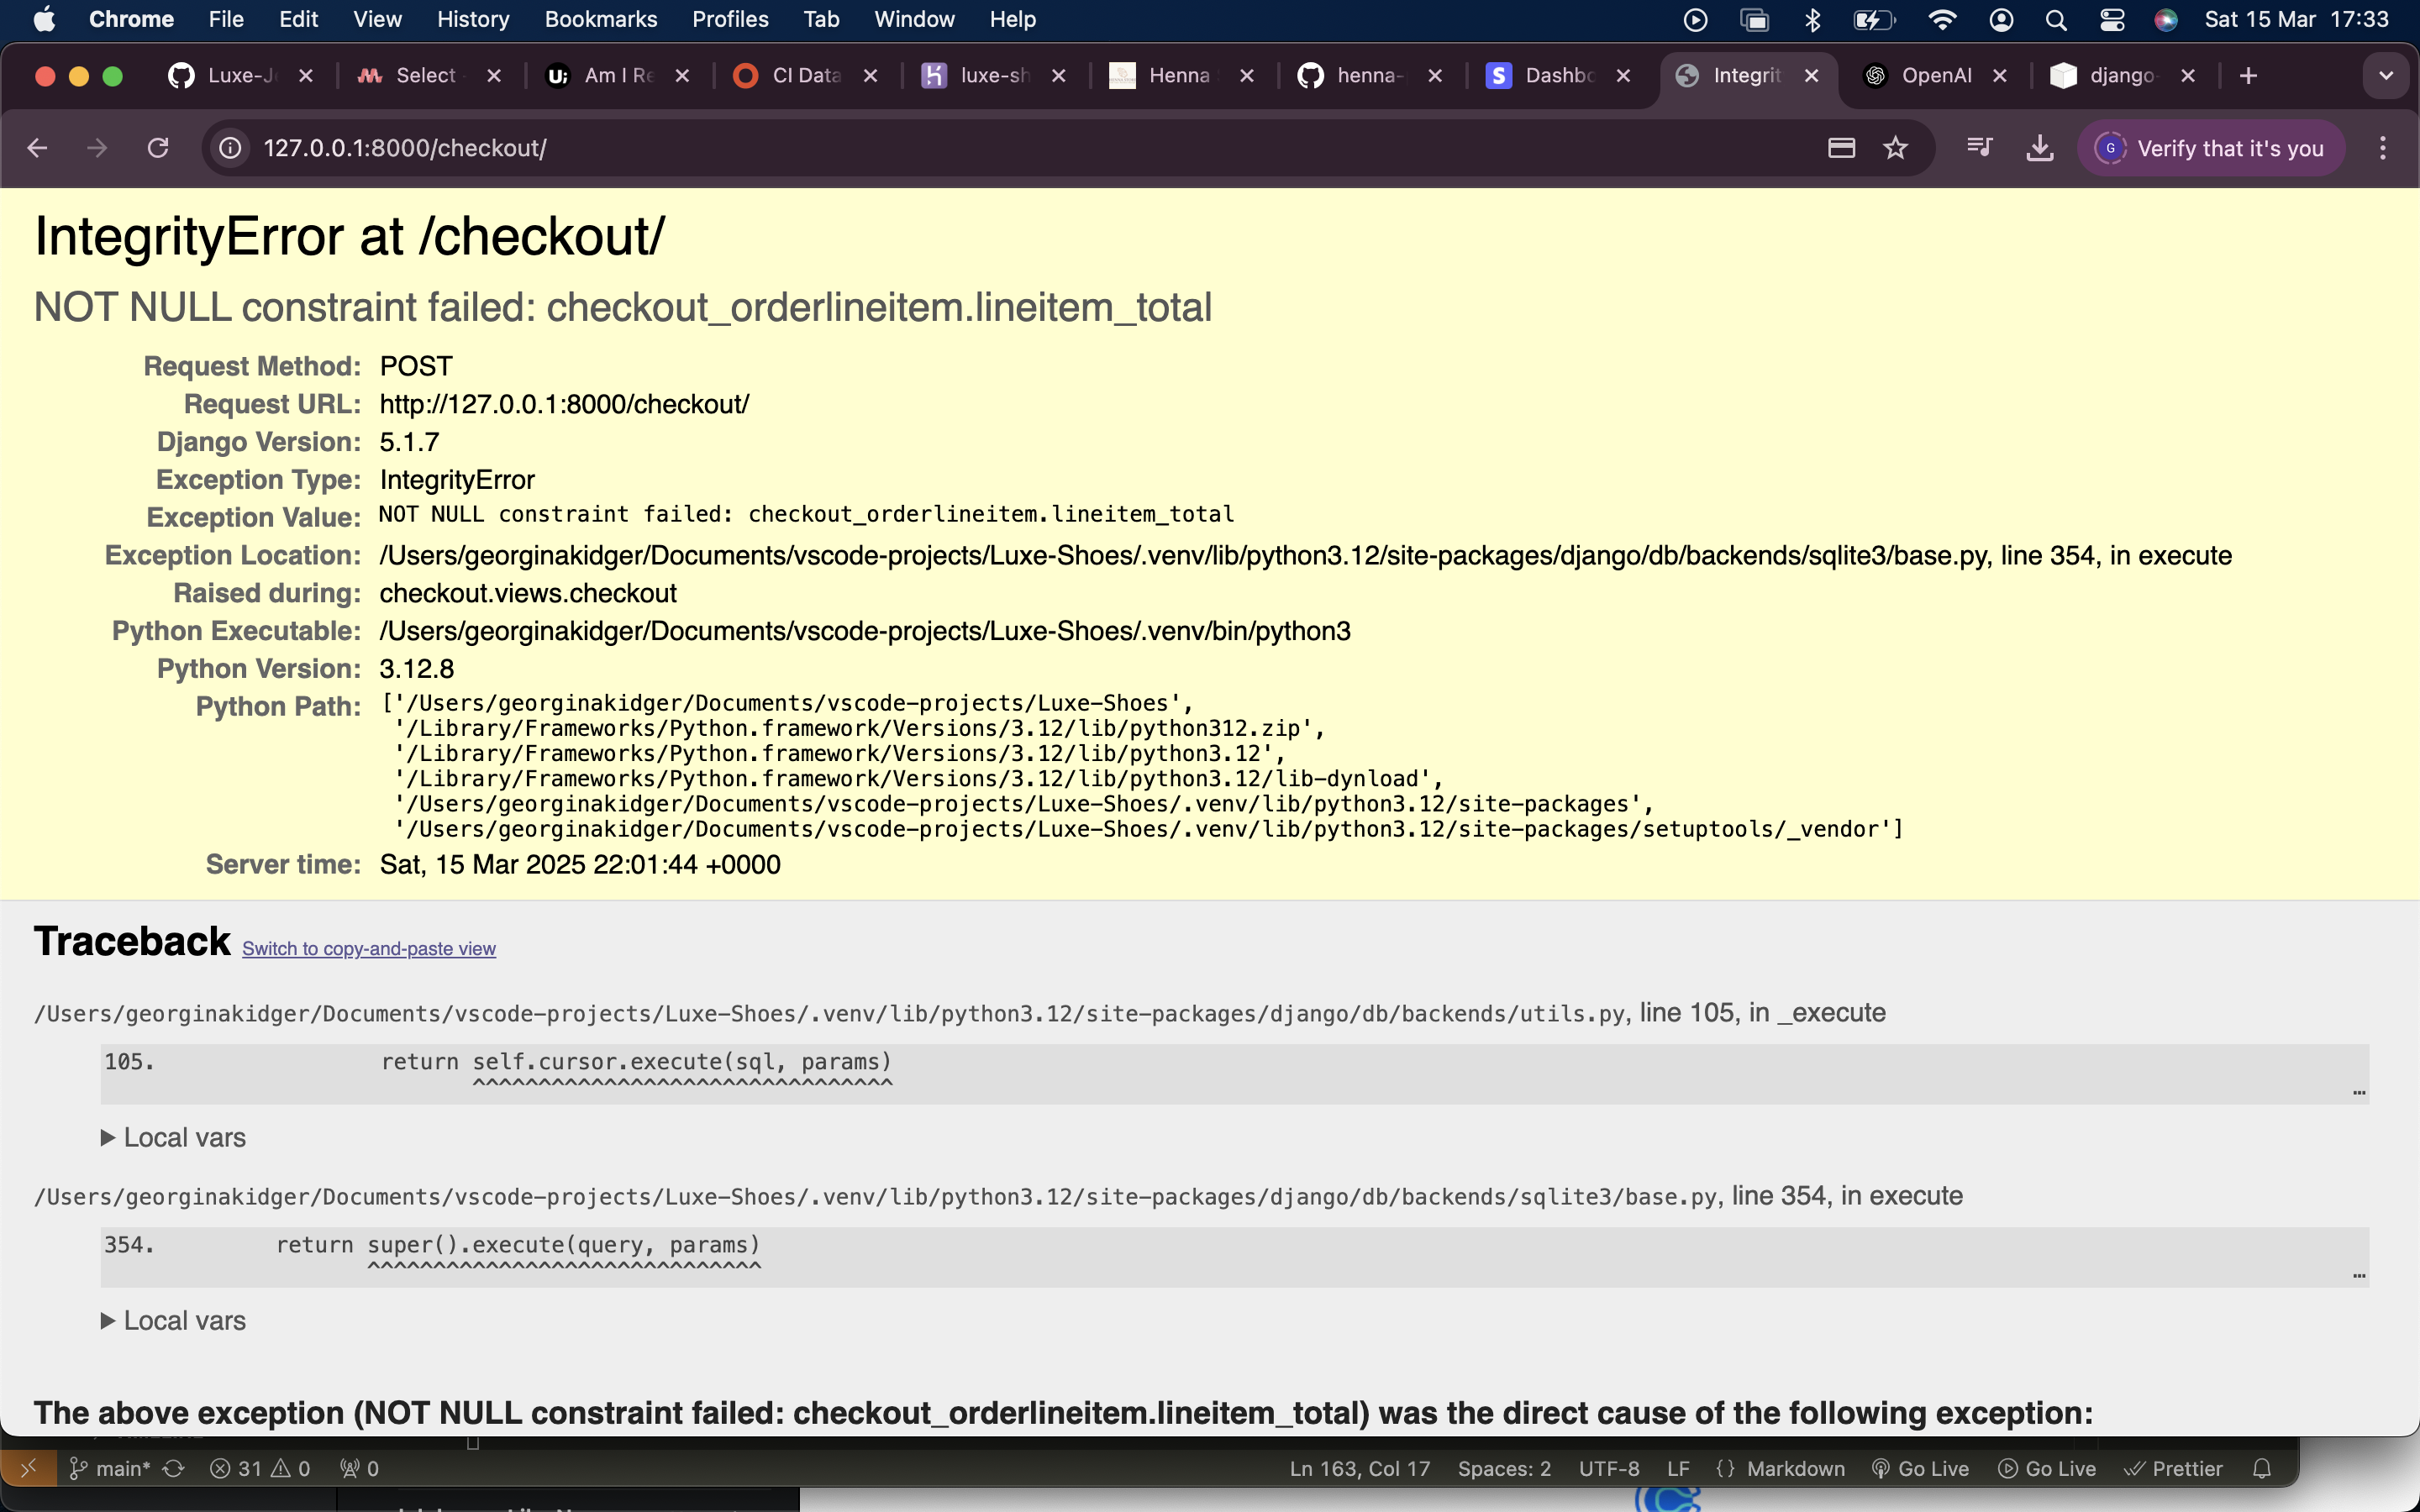 Chrome File Edit View History Bookmarks Profiles Tab Window Help Sat 15 Mar 17:33
Luxe-J Select U; Am I Re CI Data luxe-sh Henna henna- S Dashbo Integrit OpenAI django-
127.0.0.1:8000/checkout/ G Verify that it's you
IntegrityError at /checkout/
NOT NULL constraint failed: checkout_orderlineitem.lineitem_total
Request Method: POST
Request URL: http://127.0.0.1:8000/checkout/
Django Version: 5.1.7
Exception Type: IntegrityError
Exception Value: NOT NULL constraint failed: checkout_orderlineitem.lineitem_total
Exception Location: /Users/georginakidger/Documents/vscode-projects/Luxe-Shoes/.venv/lib/python3.12/site-packages/django/db/backends/sqlite3/base.py, line 354, in execute
Raised during: checkout.views.checkout
Python Executable: /Users/georginakidger/Documents/vscode-projects/Luxe-Shoes/.venv/bin/python3
Python Version: 3.12.8
Python Path: ['/Users/georginakidger/Documents/vscode-projects/Luxe-Shoes',
'/Library/Frameworks/Python.framework/Versions/3.12/lib/python312.zip',
'/Library/Frameworks/Python.framework/Versions/3.12/lib/python3.12',
'/Library/Frameworks/Python.framework/Versions/3.12/lib/python3.12/lib-dynload',
'/Users/georginakidger/Documents/vscode-projects/Luxe-Shoes/.venv/lib/python3.12/site-packages',
'/Users/georginakidger/Documents/vscode-projects/Luxe-Shoes/.venv/lib/python3.12/site-packages/setuptools/_vendor']
Server time: Sat, 15 Mar 2025 22:01:44 +0000
Traceback Switch to copy-and-paste view
/Users/georginakidger/Documents/vscode-projects/Luxe-Shoes/.venv/lib/python3.12/site-packages/django/db/backends/utils.py, line 105, in _execute
105. return self.cursor.execute(sql, params)
^^^^^^^^^^^^^^^^^^^^^^^^^^^^^^^^ …
▶ Local vars
/Users/georginakidger/Documents/vscode-projects/Luxe-Shoes/.venv/lib/python3.12/site-packages/django/db/backends/sqlite3/base.py, line 354, in execute
354. return super().execute(query, params)
^^^^^^^^^^^^^^^^^^^^^^^^^^^^^^ …
▶ Local vars
The above exception (NOT NULL constraint failed: checkout_orderlineitem.lineitem_total) was the direct cause of the following exception:
main* 31 0 0 Ln 163, Col 17 Spaces: 2 UTF-8 LF {} Markdown Go Live Go Live Prettier